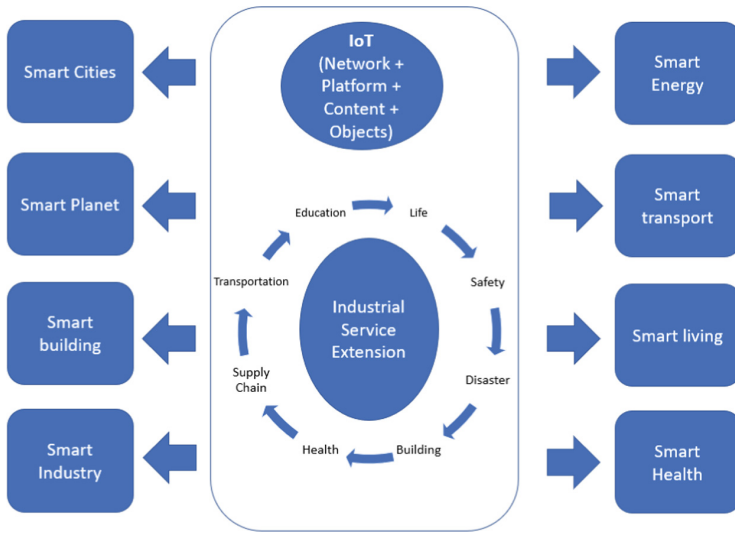 Smart Cities
Smart Planet
Smart
building
Smart
Industry
IoT
(Network +
Platform +
Content +
Objects)
Education
Life
Safety
Disaster
Building
Health
Supply
Chain
Transportation
Industrial
Service
Extension
Smart
Energy
Smart
transport
Smart living
Smart
Health